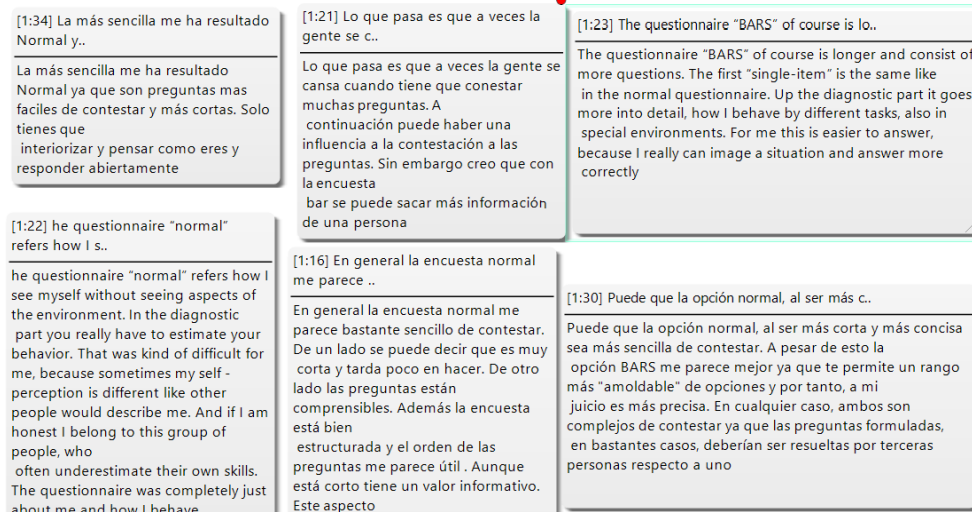 [1:34] La más sencilla me ha resultado
Normal y..
La más sencilla me ha resultado
Normal ya que son preguntas mas
faciles de contestar y más cortas. Solo
tienes que
interiorizar y pensar como eres y
responder abiertamente
[1:21] Lo que pasa es que a veces la
gente se c..
Lo que pasa es que a veces la gente se
cansa cuando tiene que conestar
muchas preguntas. A
continuación puede haber una
influencia a la contestación a las
preguntas. Sin embargo creo que con
la encuesta
bar se puede sacar más información
de una persona
[1:23] The questionnaire “BARS” of course is lo..
The questionnaire “BARS” of course is longer and consist of
more questions. The first “single-item” is the same like
in the normal questionnaire. Up the diagnostic part it goes
more into detail, how I behave by different tasks, also in
special environments. For me this is easier to answer,
because I really can image a situation and answer more
correctly
[1:22] he questionnaire “normal”
refers how I s..
he questionnaire “normal” refers how I
see myself without seeing aspects of
the environment. In the diagnostic
part you really have to estimate your
behavior. That was kind of difficult for
me, because sometimes my self -
perception is different like other
people would describe me. And if I am
honest I belong to this group of
people, who
often underestimate their own skills.
The questionnaire was completely just
about me and how I behave
[1:16] En general la encuesta normal
me parece ..
En general la encuesta normal me
parece bastante sencillo de contestar.
De un lado se puede decir que es muy
corta y tarda poco en hacer. De otro
lado las preguntas están
comprensibles. Además la encuesta
está bien
estructurada y el orden de las
preguntas me parece útil . Aunque
está corto tiene un valor informativo.
Este aspecto
[1:30] Puede que la opción normal, al ser más c..
Puede que la opción normal, al ser más corta y más concisa
sea más sencilla de contestar. A pesar de esto la
opción BARS me parece mejor ya que te permite un rango
más "amoldable" de opciones y por tanto, a mi
juicio es más precisa. En cualquier caso, ambos son
complejos de contestar ya que las preguntas formuladas,
en bastantes casos, deberían ser resueltas por terceras
personas respecto a uno